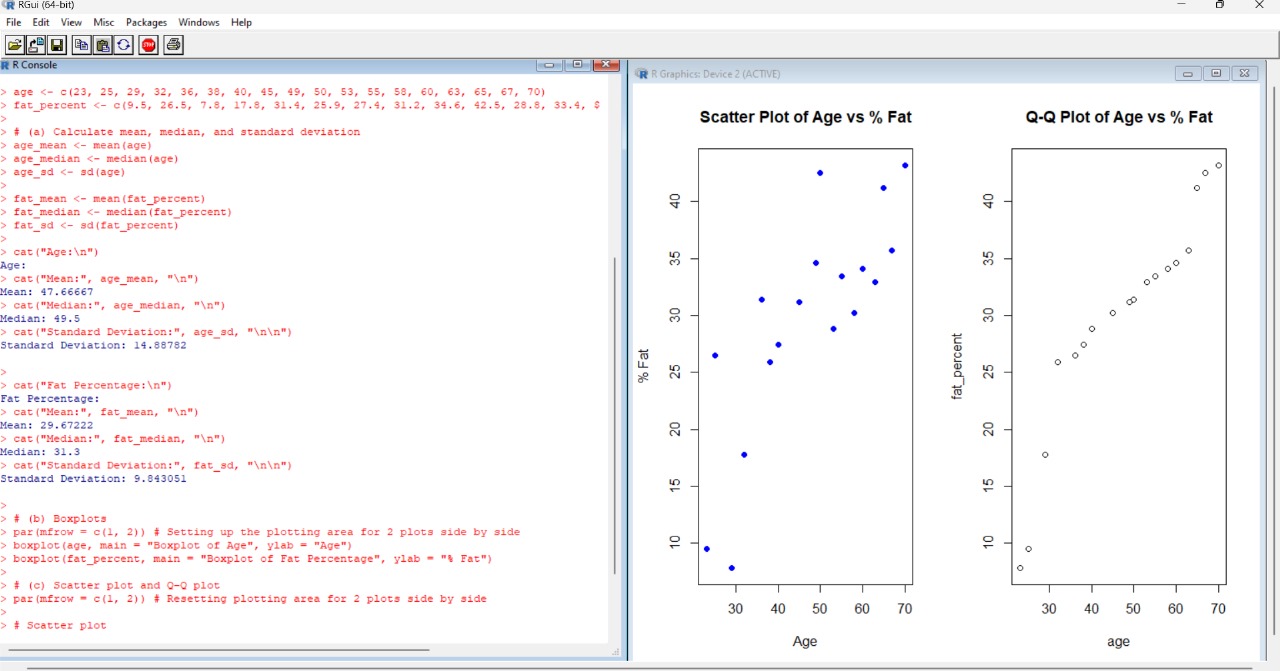 RGui (64-bit)
File Edit View Misc Packages Windows Help
STOP
R Console
> age <- c(23, 25, 29, 32, 36, 38, 40, 45, 49, 50, 53, 55, 58, 60, 63, 65, 67, 70)
> fat_percent <- c(9.5, 26.5, 7.8, 17.8, 31.4, 25.9, 27.4, 31.2, 34.6, 42.5, 28.8, 33.4, $
>
> # (a) Calculate mean, median, and standard deviation
> age_mean <- mean(age)
> age_median <- median(age)
> age_sd <- sd(age)
>
> fat_mean <- mean(fat_percent)
> fat_median <- median(fat_percent)
> fat_sd <- sd(fat_percent)
>
> cat("Age:\n")
Age:
> cat("Mean:", age_mean, "\n")
Mean: 47.66667
> cat("Median:", age_median, "\n")
Median: 49.5
> cat("Standard Deviation:", age_sd, "\n\n")
Standard Deviation: 14.88782
>
> cat("Fat Percentage:\n")
Fat Percentage:
> cat("Mean:", fat_mean, "\n")
Mean: 29.67222
> cat("Median:", fat_median, "\n")
Median: 31.3
> cat("Standard Deviation:", fat_sd, "\n\n")
Standard Deviation: 9.843051
>
> # (b) Boxplots
> par(mfrow = c(1, 2)) # Setting up the plotting area for 2 plots side by side
> boxplot(age, main = "Boxplot of Age", ylab = "Age")
> boxplot(fat_percent, main = "Boxplot of Fat Percentage", ylab = "% Fat")
>
> # (c) Scatter plot and Q-Q plot
> par(mfrow = c(1, 2)) # Resetting plotting area for 2 plots side by side
>
> # Scatter plot
R Graphics: Device 2 (ACTIVE)
Scatter Plot of Age vs % Fat
% Fat
40
35
30
25
20
15
10
30 40 50 60 70
Age
Q-Q Plot of Age vs % Fat
fat_percent
40
35
30
25
20
15
10
30 40 50 60 70
age